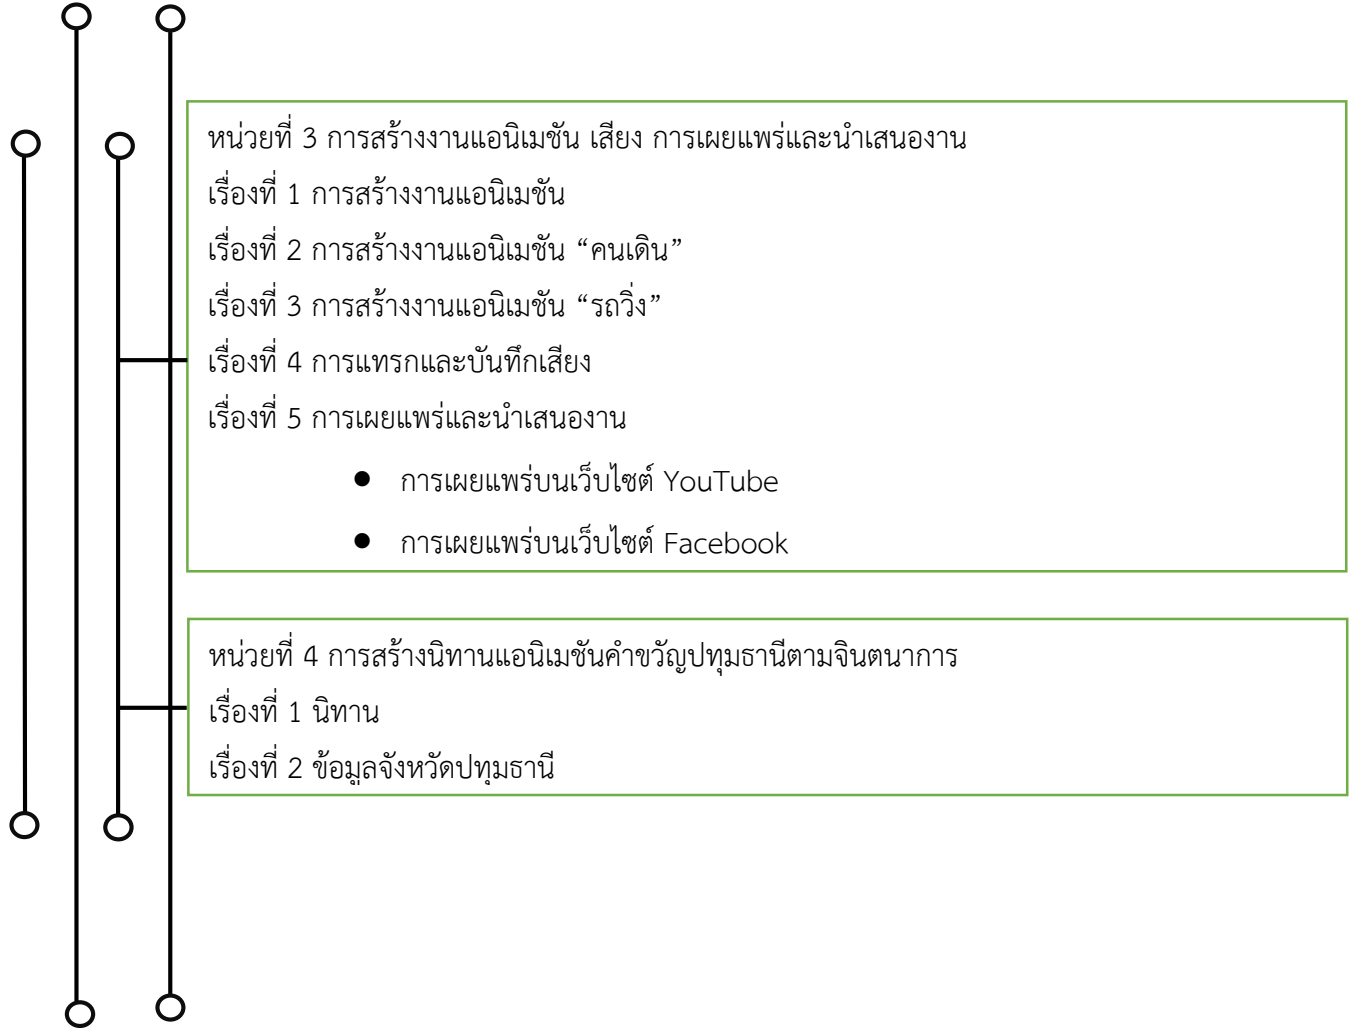 หน่วยที่ 3 การสร้างงานแอนิเมชัน เสียง การเผยแพร่และนำเสนองาน
เรื่องที่ 1 การสร้างงานแอนิเมชัน
เรื่องที่ 2 การสร้างงานแอนิเมชัน “คนเดิน”
เรื่องที่ 3 การสร้างงานแอนิเมชัน “รถวิ่ง”
เรื่องที่ 4 การแทรกและบันทึกเสียง
เรื่องที่ 5 การเผยแพร่และนำเสนองาน
● การเผยแพร่บนเว็บไซต์ YouTube
● การเผยแพร่บนเว็บไซต์ Facebook
หน่วยที่ 4 การสร้างนิทานแอนิเมชันคำขวัญปทุมธานีตามจินตนาการ
เรื่องที่ 1 นิทาน
เรื่องที่ 2 ข้อมูลจังหวัดปทุมธานี